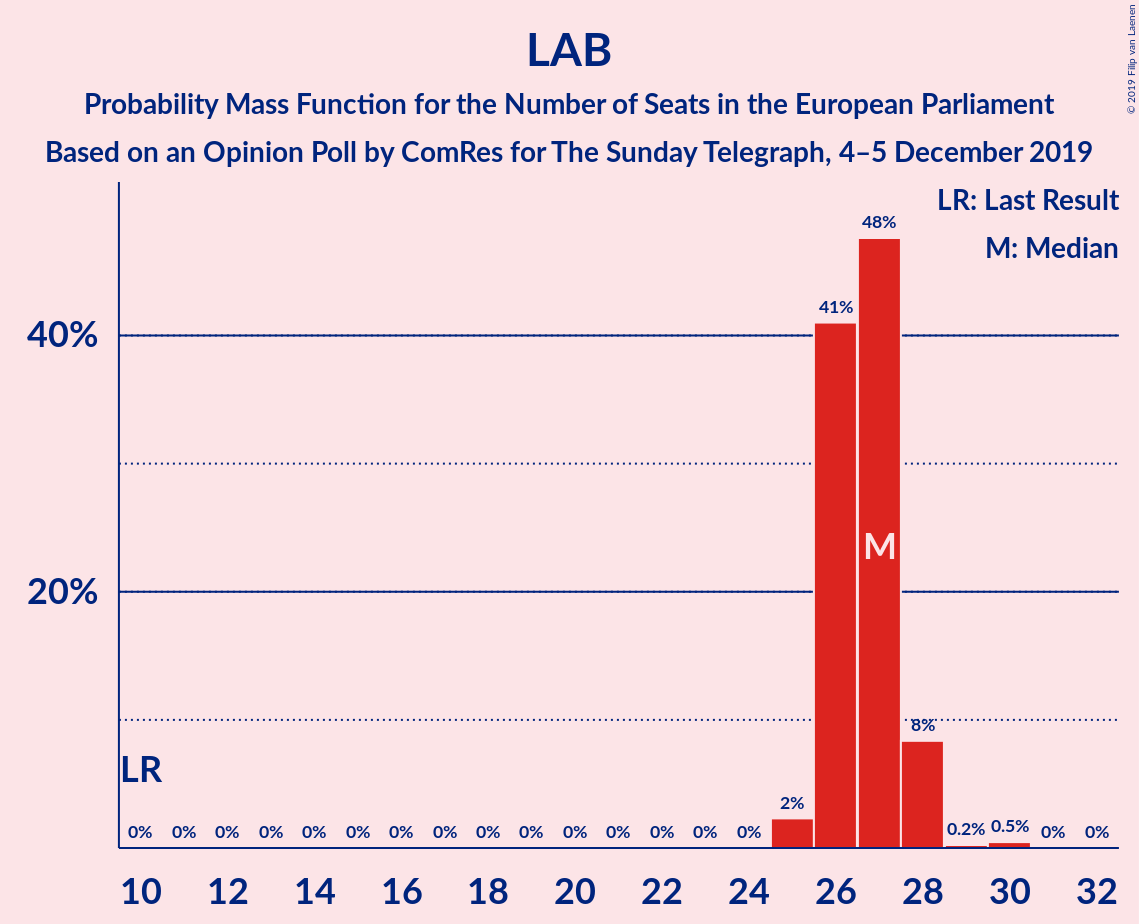 LAB
Probability Mass Function for the Number of Seats in the European Parliament
Based on an Opinion Poll by ComRes for The Sunday Telegraph, 4–5 December 2019
© 2019 Filip van Laenen
LR: Last Result
M: Median
48%
41%
40%
M
20%
8%
LR
2%
0% 0% 0% 0% 0% 0% 0% 0% 0% 0% 0% 0% 0% 0% 0% 0.2% 0.5% 0% 0%
10 12 14 16 18 20 22 24 26 28 30 32